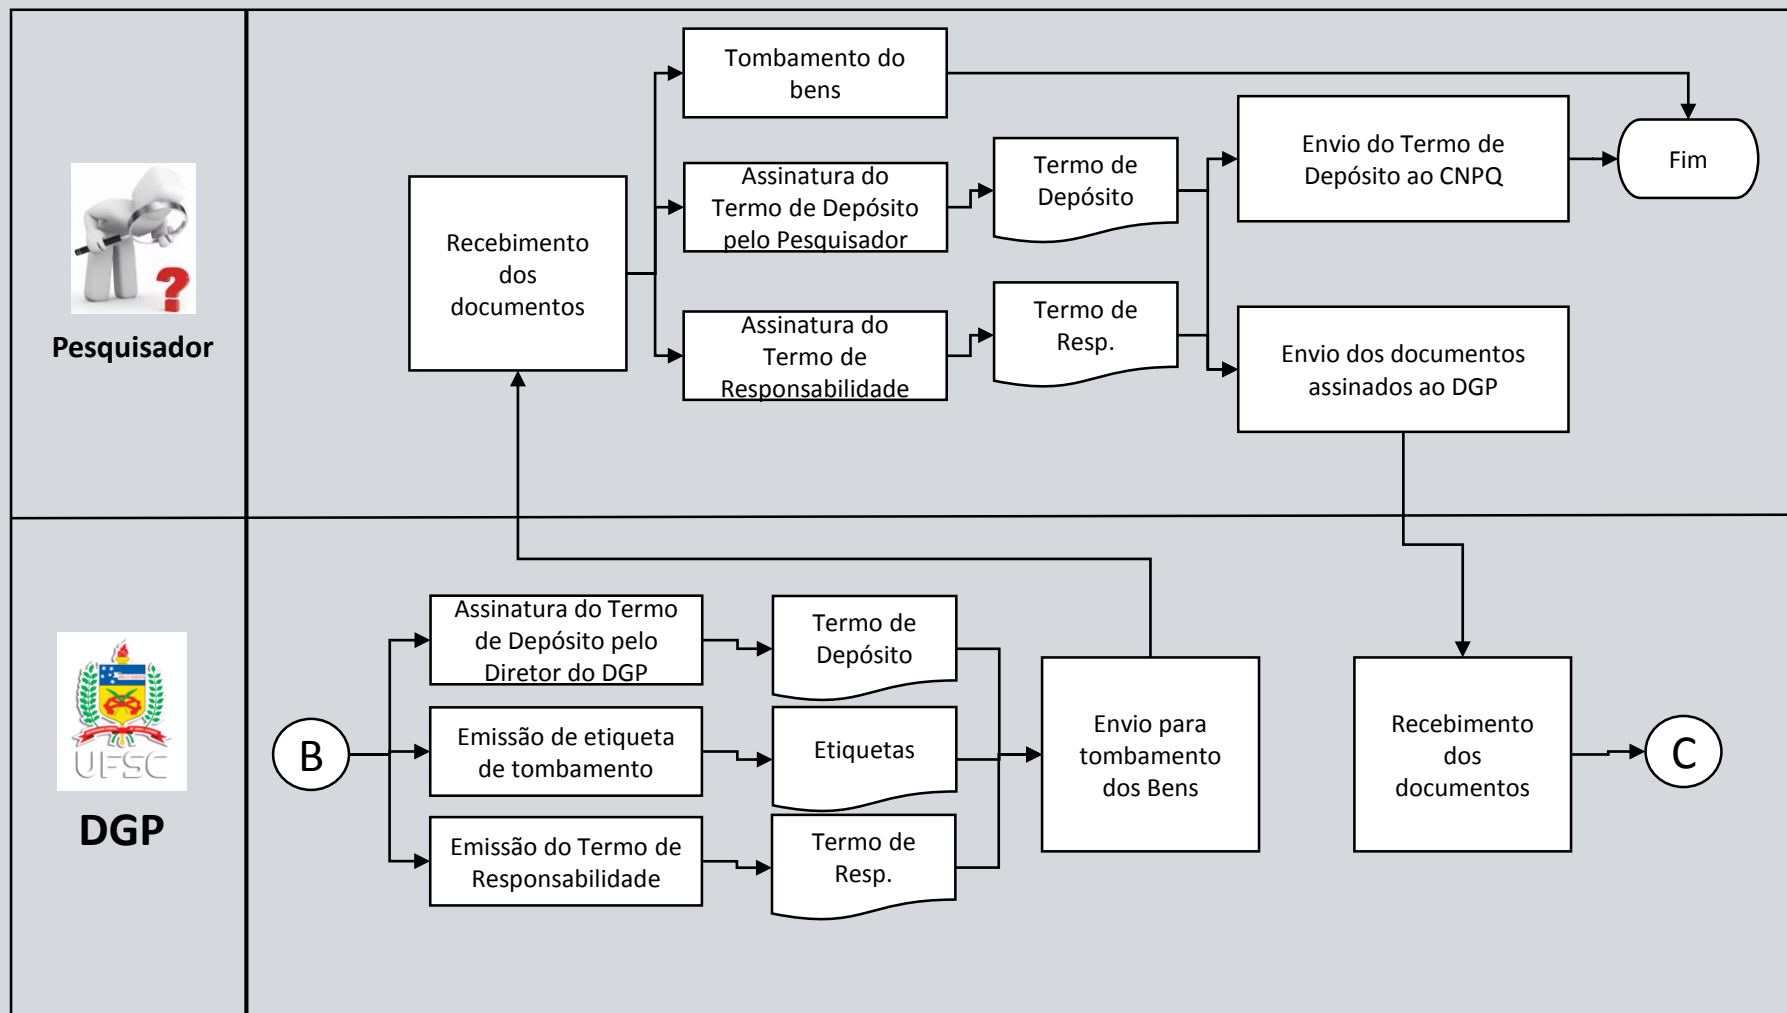 Pesquisador
Recebimento
dos
documentos
Tombamento do
bens
Assinatura do
Termo de Depósito
pelo Pesquisador
Assinatura do
Termo de
Responsabilidade
Termo de
Depósito
Termo de
Resp.
Envio do Termo de
Depósito ao CNPQ
Envio dos documentos
assinados ao DGP
Fim
UFSC
DGP
B
Assinatura do Termo
de Depósito pelo
Diretor do DGP
Emissão de etiqueta
de tombamento
Emissão do Termo de
Responsabilidade
Termo de
Depósito
Etiquetas
Termo de
Resp.
Envio para
tombamento
dos Bens
Recebimento
dos
documentos
C